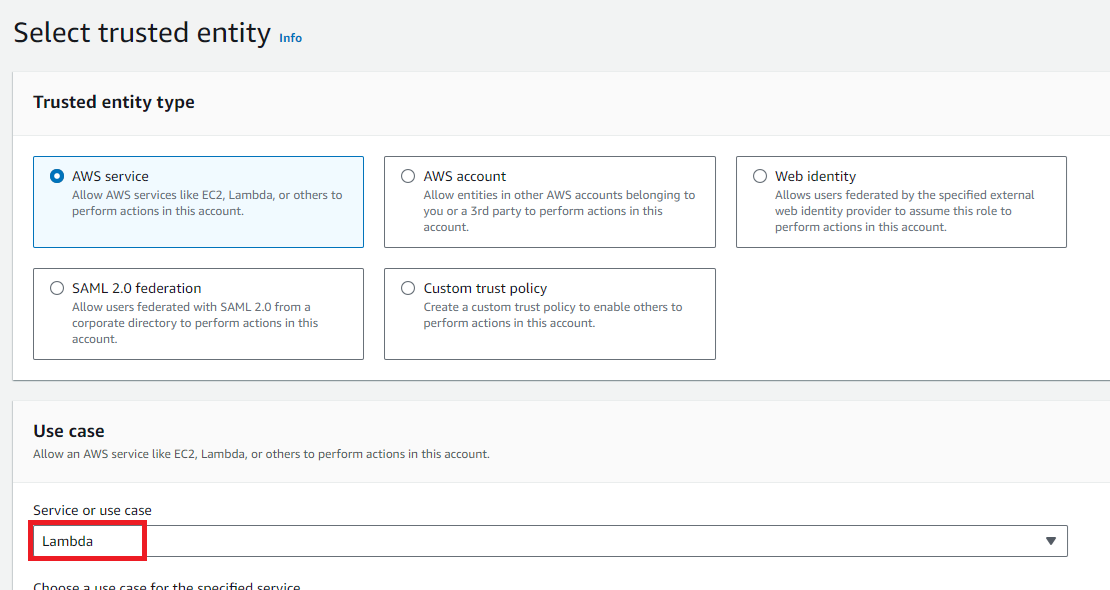 Select trusted entity Info
Trusted entity type
AWS service
Allow AWS services like EC2, Lambda, or others to
perform actions in this account.
AWS account
Allow entities in other AWS accounts belonging to
you or a 3rd party to perform actions in this
account.
Web identity
Allows users federated by the specified external
web identity provider to assume this role to
perform actions in this account.
SAML 2.0 federation
Allow users federated with SAML 2.0 from a
corporate directory to perform actions in this
account.
Custom trust policy
Create a custom trust policy to enable others to
perform actions in this account.
Use case
Allow an AWS service like EC2, Lambda, or others to perform actions in this account.
Service or use case
Lambda
Choose a use case for the specified service